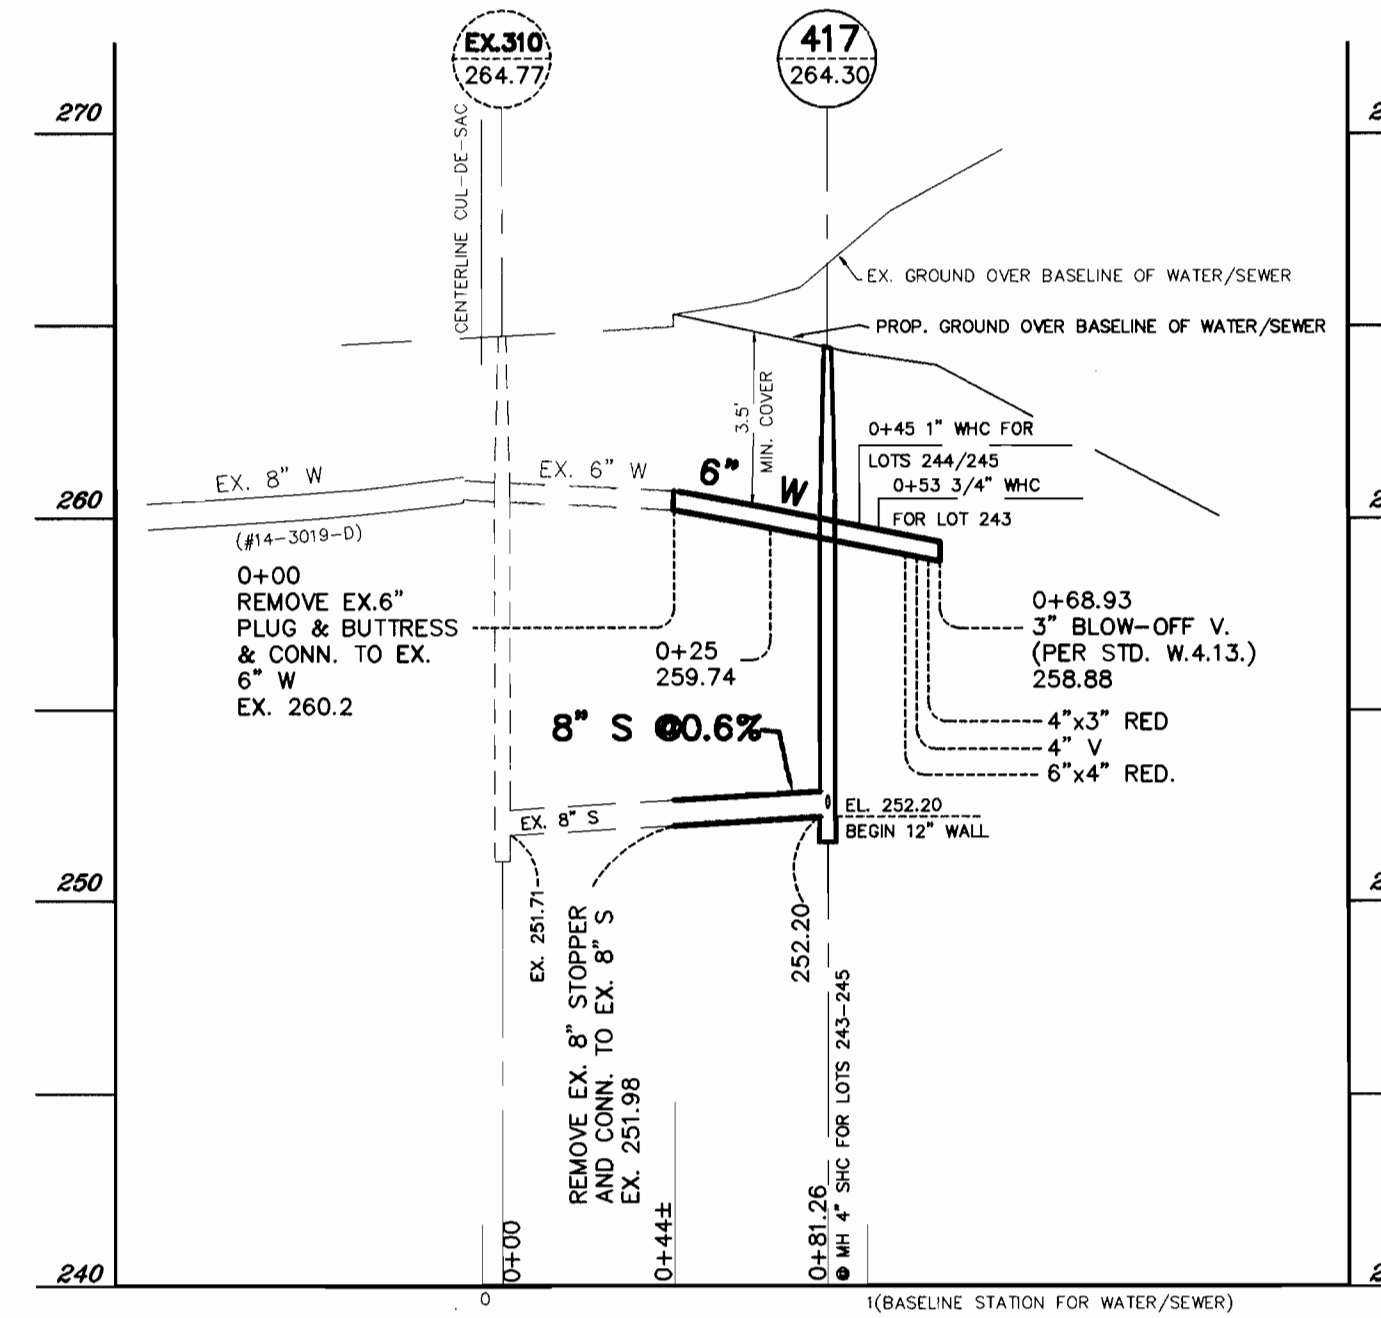 EX.310
264.77
417
264.30
270
CENTERLINE CUL-DE-SAC
EX. GROUND OVER BASELINE OF WATER/SEWER
PROP. GROUND OVER BASELINE OF WATER/SEWER
3.5'
MIN. COVER
0+45 1" WHC FOR
LOTS 244/245
0+53 3/4" WHC
FOR LOT 243
EX. 8" W
EX. 6" W
6" W
260
(#14-3019-D)
0+00
REMOVE EX.6"
PLUG & BUTTRESS
& CONN. TO EX.
6" W
EX. 260.2
0+25
259.74
0+68.93
3" BLOW-OFF V.
(PER STD. W.4.13.)
258.88
4"x3" RED
4" V
6"x4" RED.
8" S @0.6%
EX. 8" S
EL. 252.20
BEGIN 12" WALL
250
EX. 251.71
REMOVE EX. 8" STOPPER
AND CONN. TO EX. 8" S
EX. 251.98
252.20
0+00
0+44±
0+81.26
@ MH 4" SHC FOR LOTS 243-245
240
0
1(BASELINE STATION FOR WATER/SEWER)